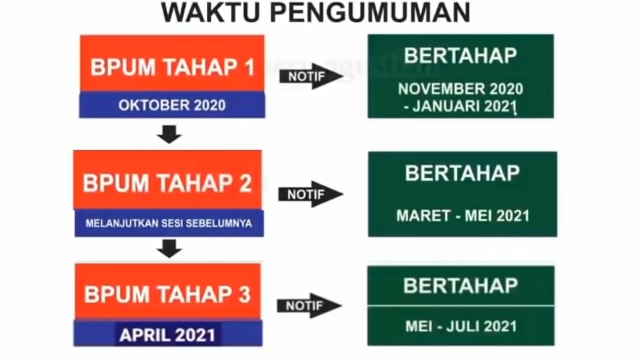 WAKTU PENGUMUMAN
BPUM TAHAP 1
OKTOBER 2020
NOTIF
BERTAHAP
NOVEMBER 2020
- JANUARI 2021
BPUM TAHAP 2
MELANJUTKAN SESI SEBELUMNYA
NOTIF
BERTAHAP
MARET - MEI 2021
BPUM TAHAP 3
APRIL 2021
NOTIF
BERTAHAP
MEI - JULI 2021